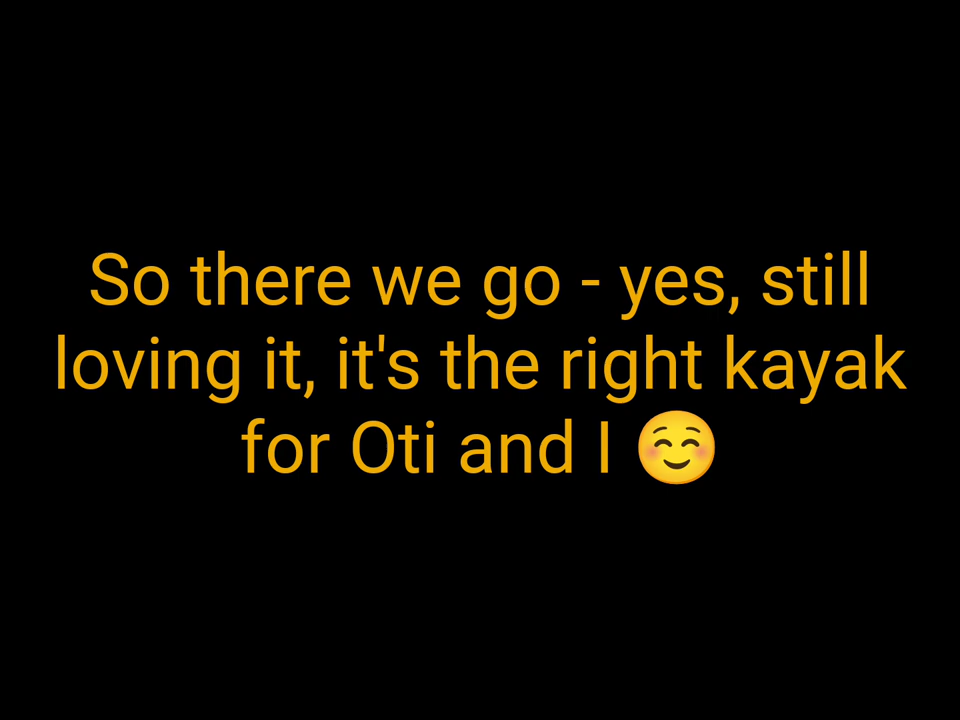 So there we go - yes, still
loving it, it's the right kayak
for Oti and I ☺️